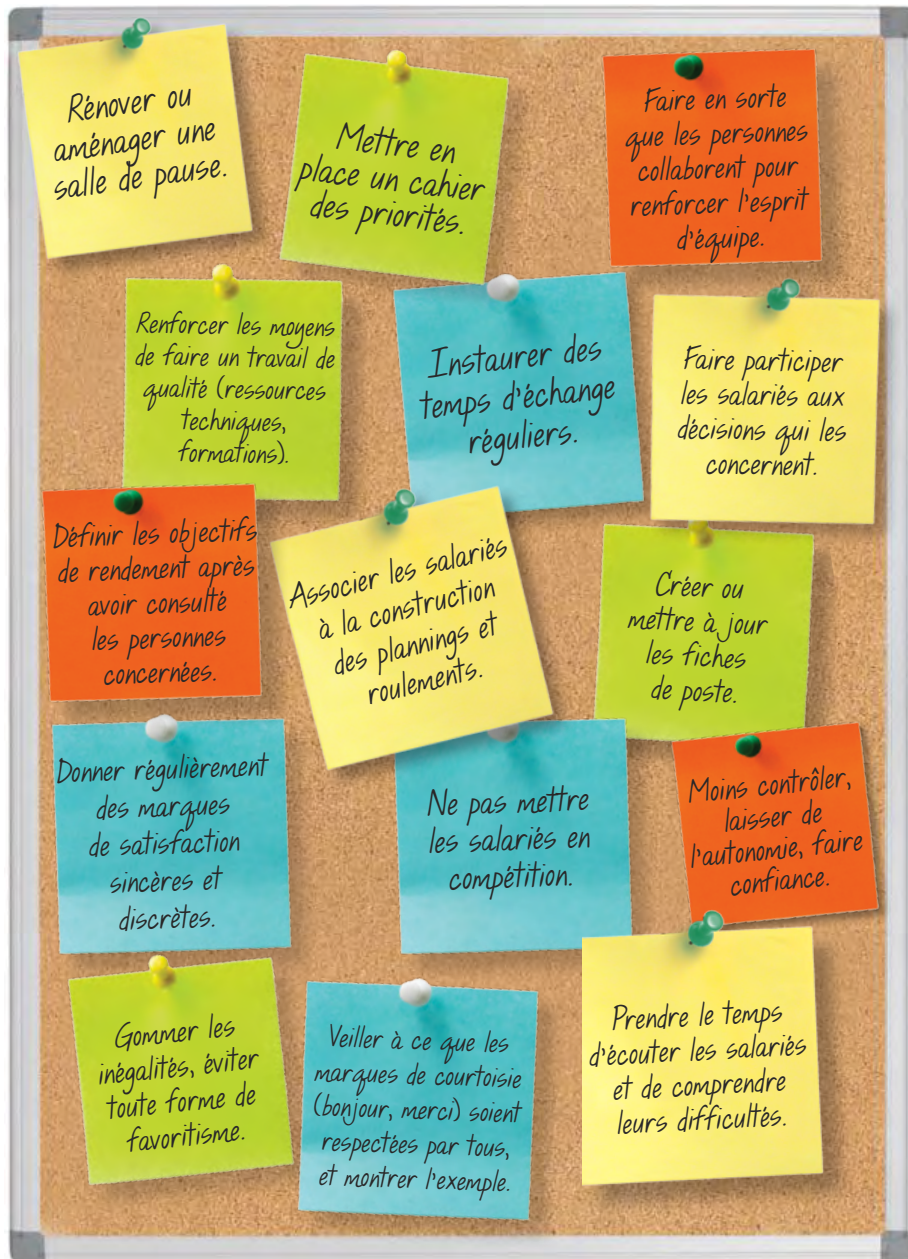 Rénover ou
aménager une
salle de pause.
Mettre en
place un cahier
des priorités.
Faire en sorte
que les personnes
collaborent pour
renforcer l'esprit
d'équipe.
Renforcer les moyens
de faire un travail de
qualité (ressources
techniques,
formations).
Instaurer des
temps d'échange
réguliers.
Faire participer
les salariés aux
décisions qui les
concernent.
Définir les objectifs
de rendement après
avoir consulté
les personnes
concernées.
Associer les salariés
à la construction
des plannings et
roulements.
Créer ou
mettre à jour
les fiches
de poste.
Donner régulièrement
des marques
de satisfaction
sincères et
discrètes.
Ne pas mettre
les salariés en
compétition.
Moins contrôler,
laisser de
l'autonomie, faire
confiance.
Gommer les
inégalités, éviter
toute forme de
favoritisme.
Veiller à ce que les
marques de courtoisie
(bonjour, merci) soient
respectées par tous,
et montrer l'exemple.
Prendre le temps
d'écouter les salariés
et de comprendre
leurs difficultés.